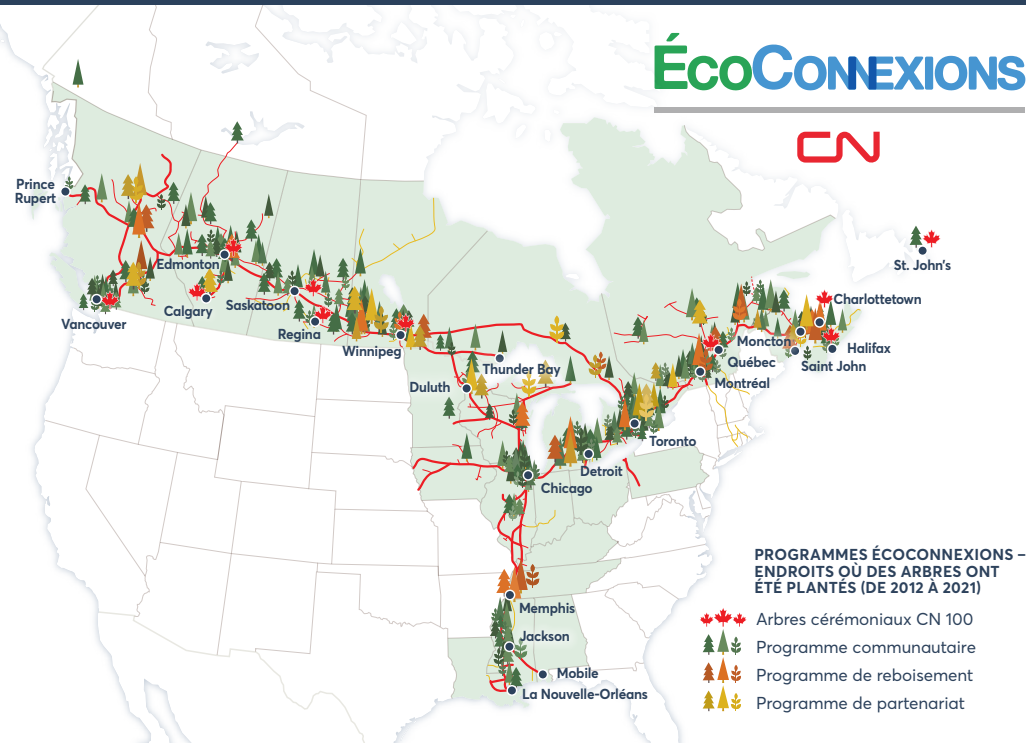 ÉCOCONNEXIONS
CN
Prince
Rupert
St. John's
Edmonton
Charlottetown
Calgary
Saskatoon
Vancouver
Regina
Moncton
Halifax
Winnipeg
Québec
Saint John
Thunder Bay
Duluth
Montréal
Toronto
Detroit
Chicago
Memphis
Jackson
Mobile
La Nouvelle-Orléans
PROGRAMMES ÉCOCONNEXIONS –
ENDROITS OÙ DES ARBRES ONT
ÉTÉ PLANTÉS (DE 2012 À 2021)
Arbres cérémoniaux CN 100
Programme communautaire
Programme de reboisement
Programme de partenariat